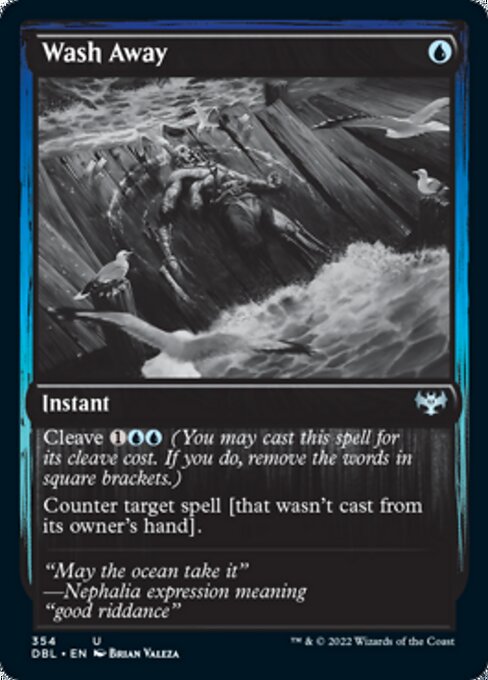 Wash Away
Instant
Cleave 1 (You may cast this spell for
its cleave cost. If you do, remove the words in
square brackets.)
Counter target spell [that wasn't cast from
its owner's hand].
"May the ocean take it"
—Nephalia expression meaning
"good riddance"
354 U
DBL • EN Brian Valeza
™ & © 2022 Wizards of the Coast